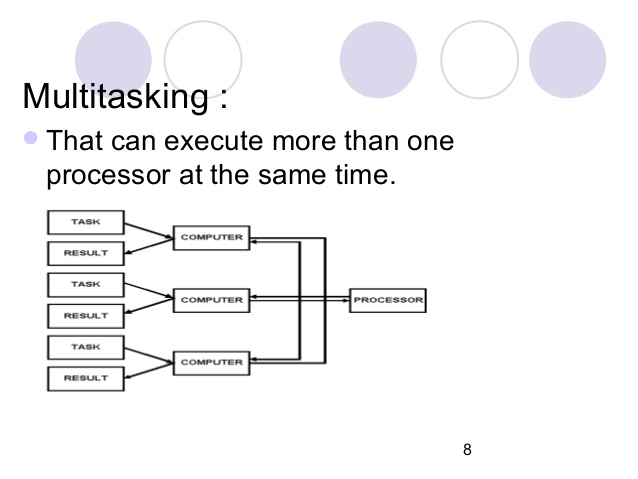 Multitasking :
That can execute more than one
processor at the same time.
TASK
COMPUTER
RESULT
TASK
COMPUTER
PROCESSOR
RESULT
TASK
COMPUTER
RESULT
8